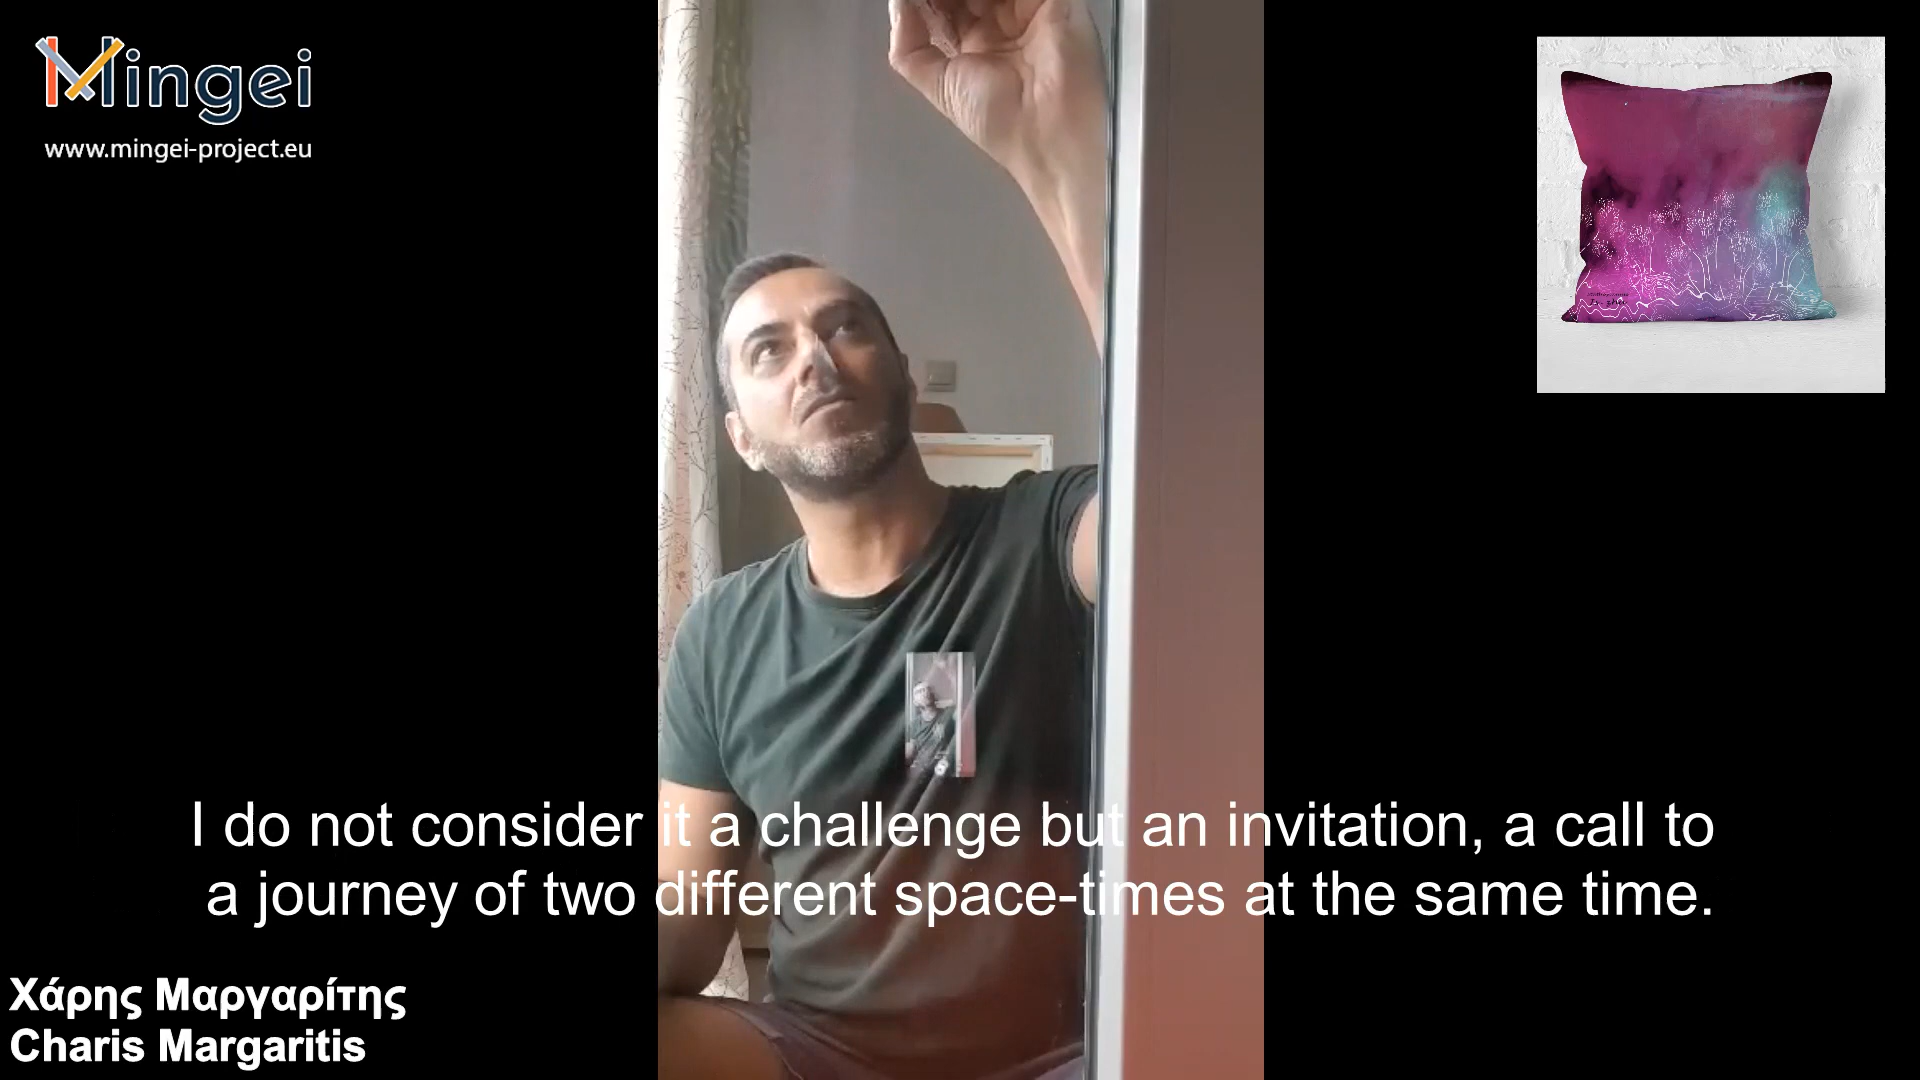 Mingei
www.mingei-project.eu
I do not consider it a challenge but an invitation, a call to
a journey of two different space-times at the same time.
Χάρης Μαργαρίτης
Charis Margaritis